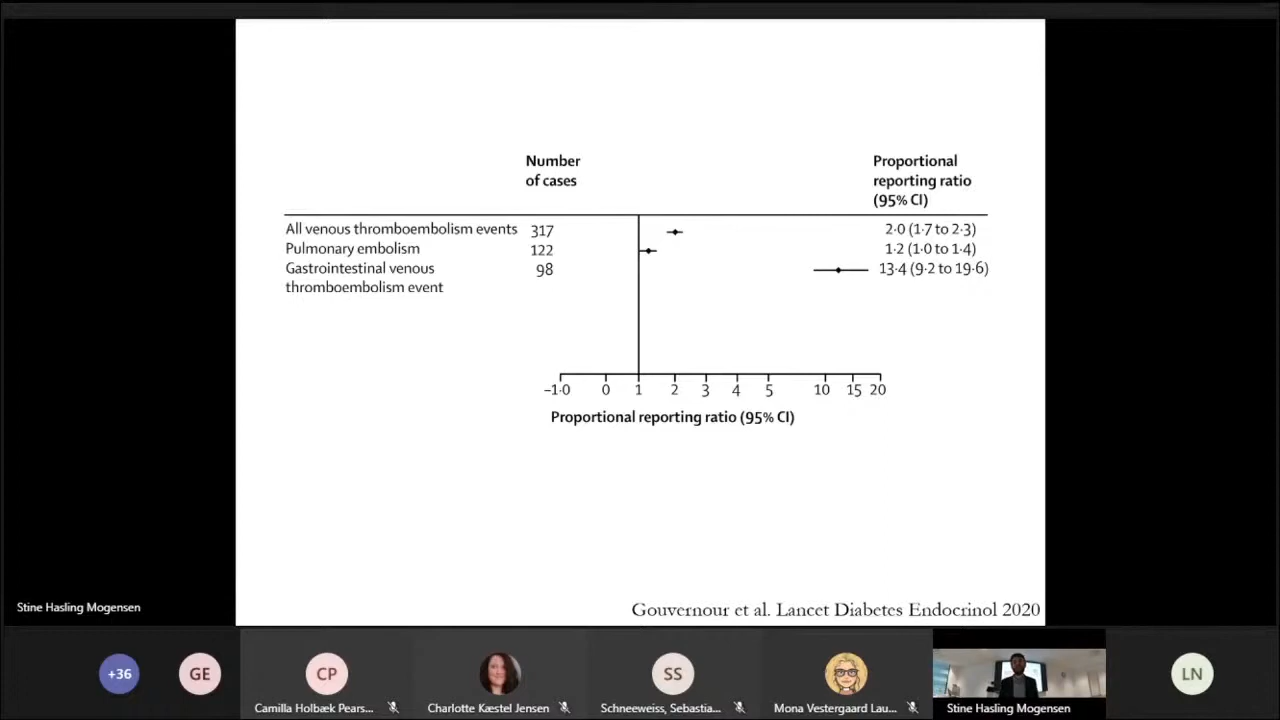 Number
of cases
Proportional
reporting ratio
(95% CI)
All venous thromboembolism events 317 2·0 (1·7 to 2·3)
Pulmonary embolism 122 1·2 (1·0 to 1·4)
Gastrointestinal venous 98 13·4 (9·2 to 19·6)
thromboembolism event
–1·0 0 1 2 3 4 5 10 15 20
Proportional reporting ratio (95% CI)
Gouvernour et al. Lancet Diabetes Endocrinol 2020
Stine Hasling Mogensen
+36 GE CP SS LN
Camilla Holbæk Pears... Charlotte Kæstel Jensen Schneeweiss, Sebastia... Mona Vestergaard Lau... Stine Hasling Mogensen